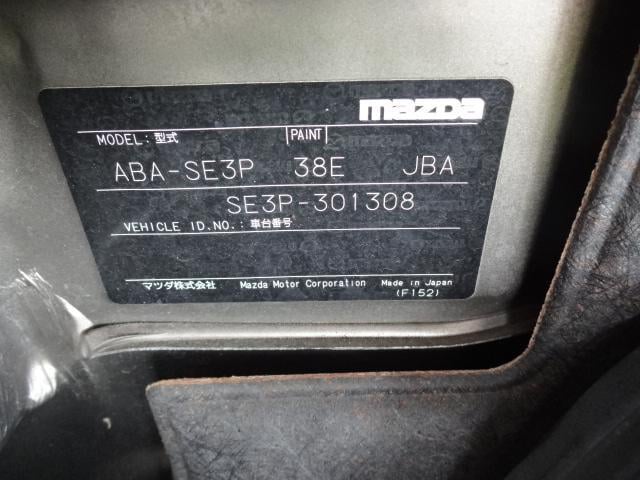 mazda
MODEL: 型式 PAINT
ABA-SE3P 38E JBA
SE3P-301308
VEHICLE ID.NO.: 車台番号
マツダ株式会社 Mazda Motor Corporation Made in Japan
(F152)